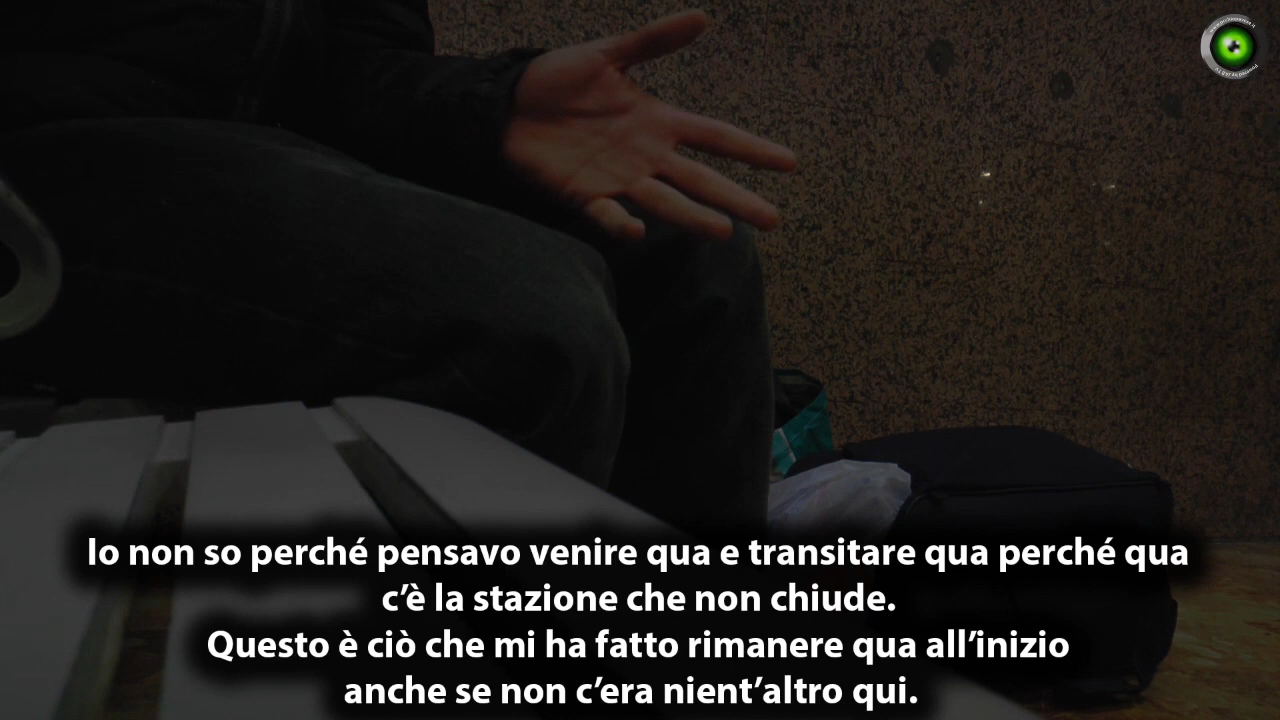 Io non so perché pensavo venire qua e transitare qua perché qua
c’è la stazione che non chiude.
Questo è ciò che mi ha fatto rimanere qua all’inizio
anche se non c’era nient’altro qui.